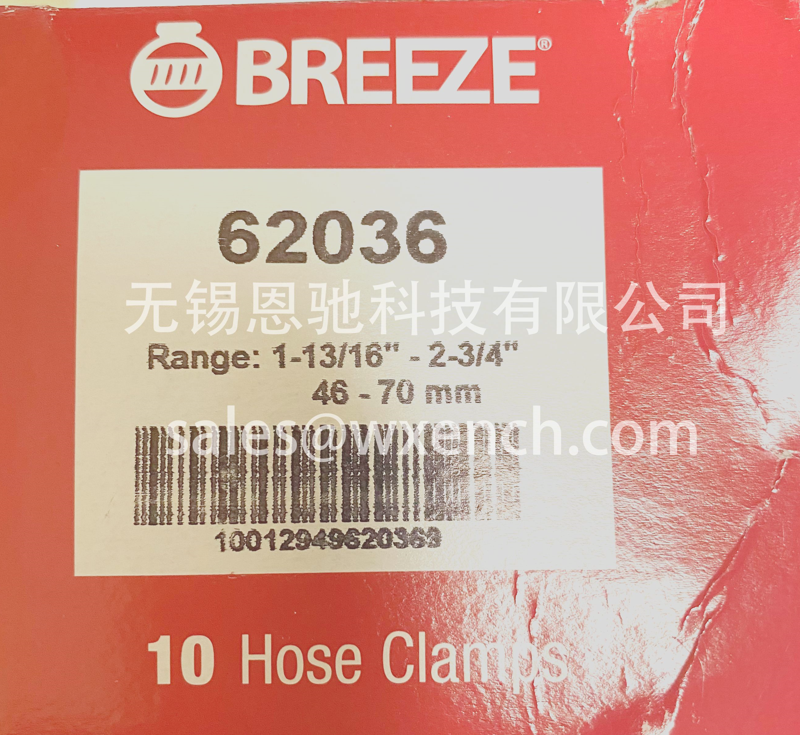 BREEZE®
62036
无锡恩驰科技有限公司
Range: 1-13/16" - 2-3/4"
46 - 70 mm
sales@wxench.com
10012949620363
10 Hose Clamps